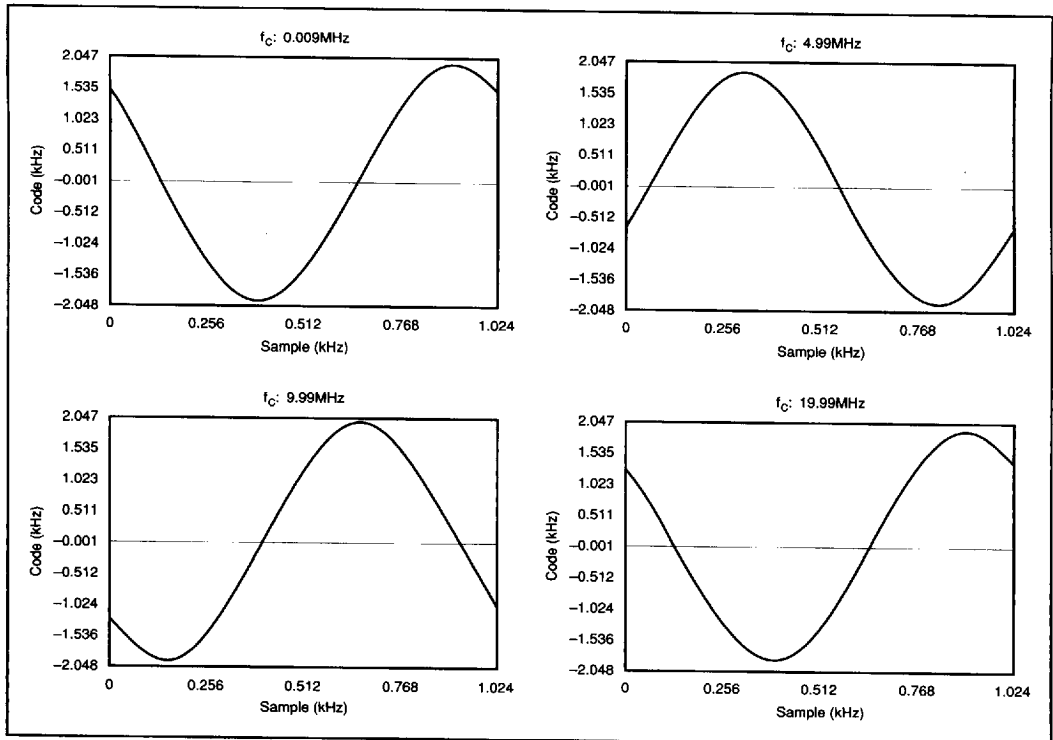 fC: 0.009MHz
2.047
1.535
1.023
0.511
−0.001
−0.512
−1.024
−1.536
−2.048
Code (kHz)
0 0.256 0.512 0.768 1.024
Sample (kHz)
fC: 4.99MHz
2.047
1.535
1.023
0.511
−0.001
−0.512
−1.024
−1.536
−2.048
Code (kHz)
0 0.256 0.512 0.768 1.024
Sample (kHz)
fC: 9.99MHz
2.047
1.535
1.023
0.511
−0.001
−0.512
−1.024
−1.536
−2.048
Code (kHz)
0 0.256 0.512 0.768 1.024
Sample (kHz)
fC: 19.99MHz
2.047
1.535
1.023
0.511
−0.001
−0.512
−1.024
−1.536
−2.048
Code (kHz)
0 0.256 0.512 0.768 1.024
Sample (kHz)